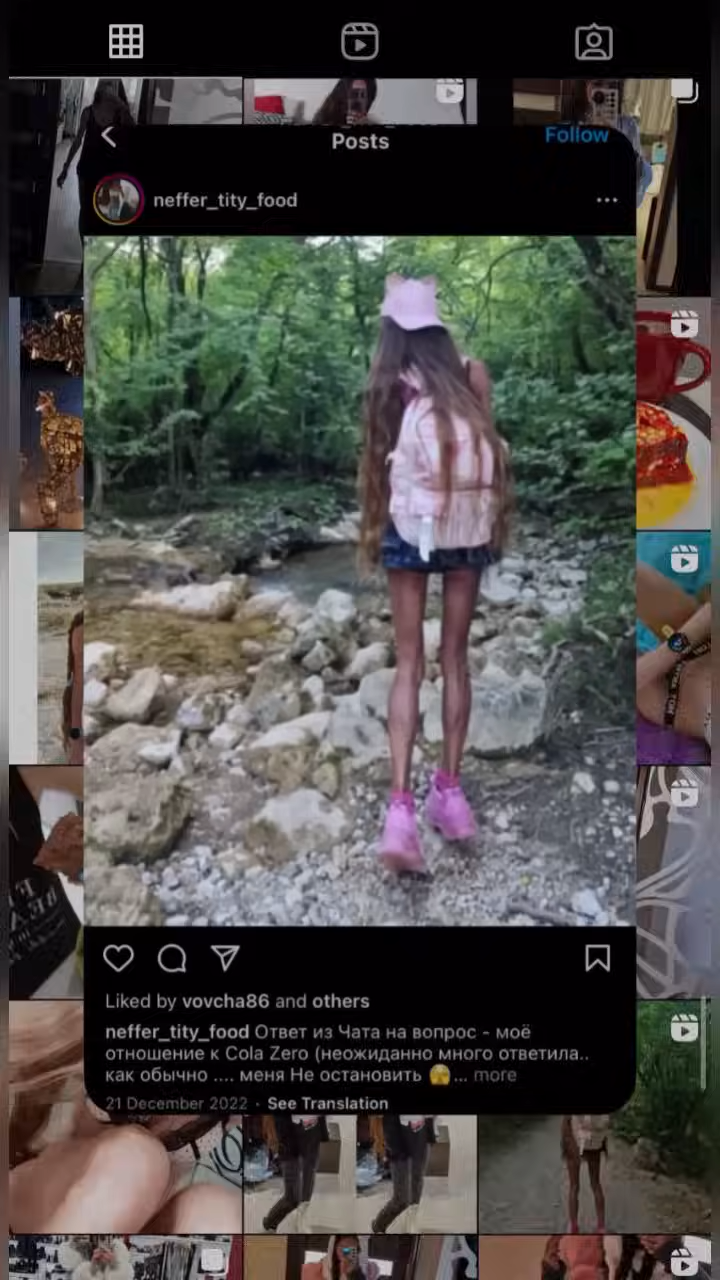 Posts
Follow
neffer_tity_food
Liked by vovcha86 and others
neffer_tity_food Ответ из Чата на вопрос - моё
отношение к Cola Zero (неожиданно много ответила..
как обычно .... меня Не остановить 🫣... more
21 December 2022 · See Translation